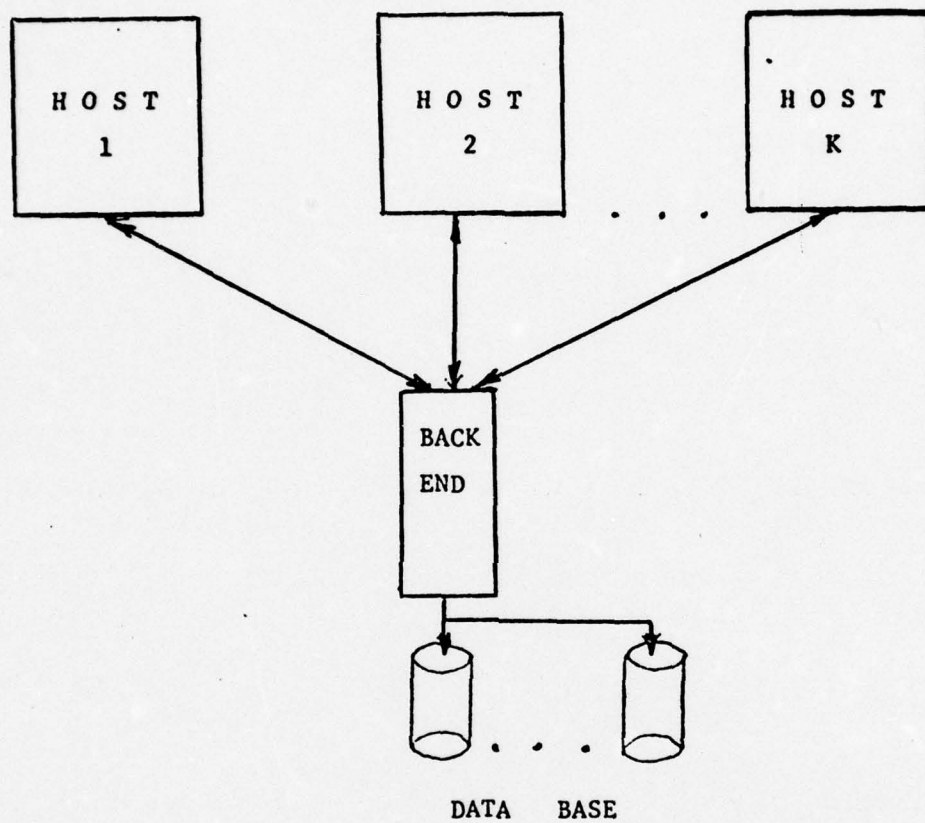 H O S T
1
H O S T
2
. . .
H O S T
K
BACK
END
. . .
DATA BASE